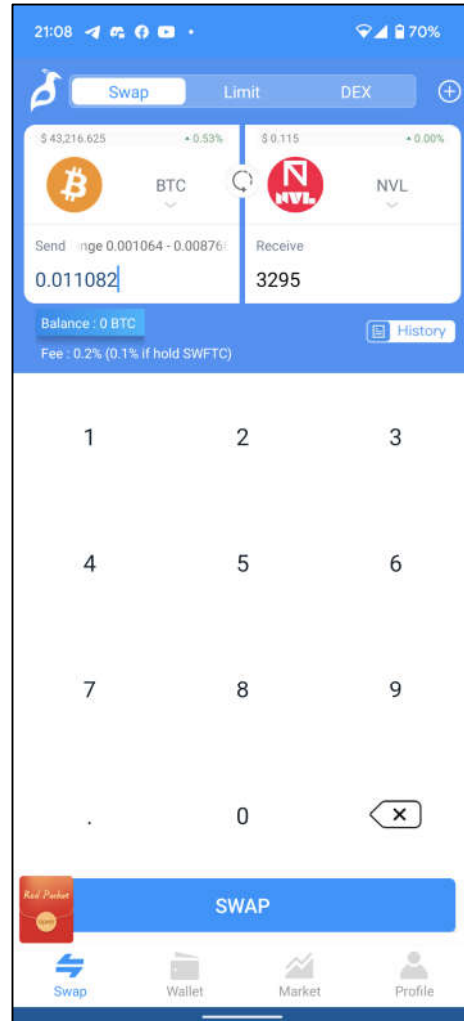 21:08 70%
Swap Limit DEX
$ 43,216.625 0.53% $ 0.115 0.00%
BTC NVL
NVL
Send nge 0.001064 - 0.00876 Receive
0.011082 3295
Balance : 0 BTC
History
Fee : 0.2% (0.1% if hold SWFTC)
1 2 3
4 5 6
7 8 9
. 0
Red Packet
SWAP
Swap Wallet Market Profile